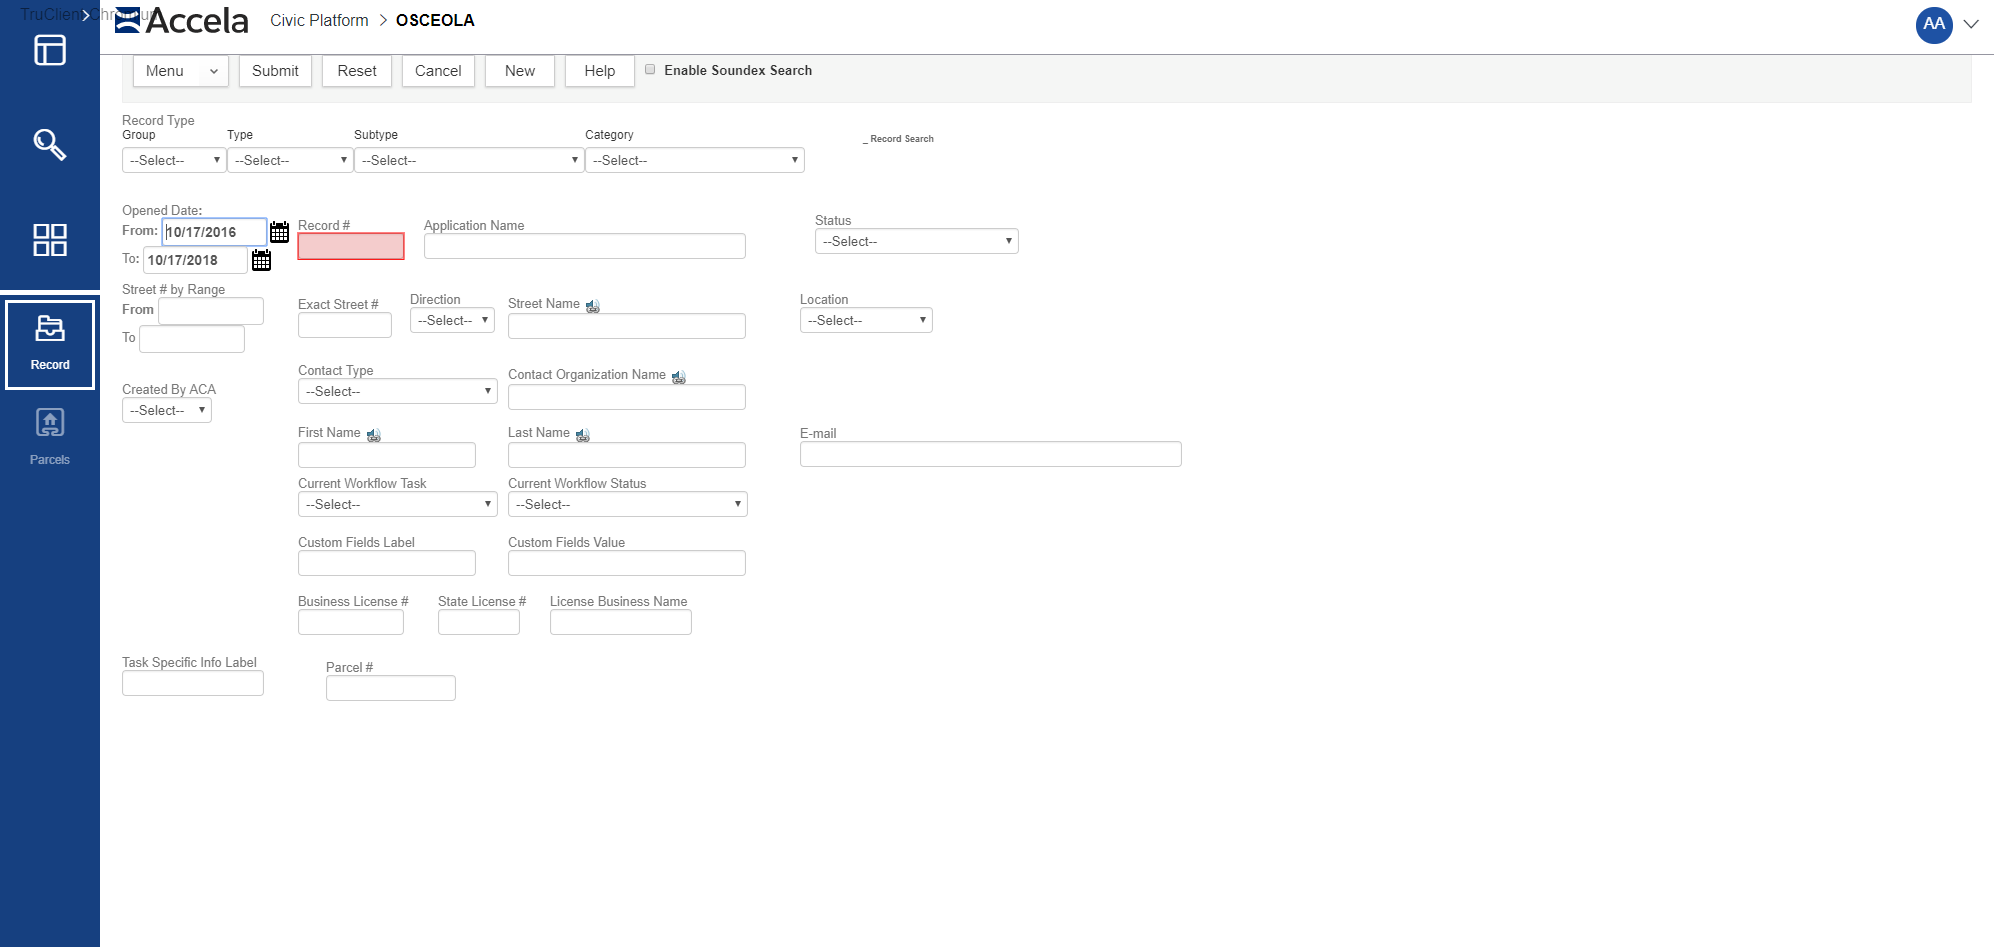 TruClient Chromium
Accela Civic Platform > OSCEOLA
AA
Menu Submit Reset Cancel New Help Enable Soundex Search
Record Type
Group Type Subtype Category
_ Record Search
--Select-- --Select-- --Select-- --Select--
Opened Date:
From: 10/17/2016
To: 10/17/2018
Record #
Application Name
Status
--Select--
Street # by Range
From
To
Exact Street #
Direction
--Select--
Street Name
Location
--Select--
Record
Parcels
Created By ACA
--Select--
Contact Type
--Select--
Contact Organization Name
First Name
Last Name
E-mail
Current Workflow Task
--Select--
Current Workflow Status
--Select--
Custom Fields Label
Custom Fields Value
Business License #
State License #
License Business Name
Task Specific Info Label
Parcel #